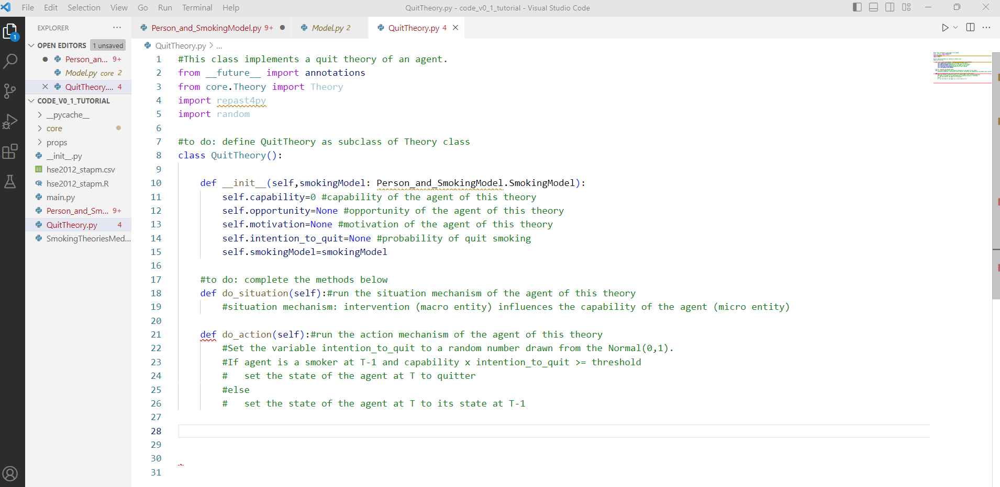 File Edit Selection View Go Run Terminal Help
QuitTheory.py - code_v0_1_tutorial - Visual Studio Code
EXPLORER ...
OPEN EDITORS 1 unsaved
Person_an... 9+
Model.py core 2
QuitTheory.... 4
CODE_V0_1_TUTORIAL
__pycache__
core
props
__init__.py
hse2012_stapm.csv
hse2012_stapm.R
main.py
Person_and_Sm... 9+
QuitTheory.py 4
SmokingTheoriesMed...
1
Person_and_SmokingModel.py 9+ Model.py 2 QuitTheory.py 4
QuitTheory.py > ...
1 #This class implements a quit theory of an agent.
2 from __future__ import annotations
3 from core.Theory import Theory
4 import repast4py
5 import random
6
7 #to do: define QuitTheory as subclass of Theory class
8 class QuitTheory():
9
10 def __init__(self,smokingModel: Person_and_SmokingModel.SmokingModel):
11 self.capability=0 #capability of the agent of this theory
12 self.opportunity=None #opportunity of the agent of this theory
13 self.motivation=None #motivation of the agent of this theory
14 self.intention_to_quit=None #probability of quit smoking
15 self.smokingModel=smokingModel
16
17 #to do: complete the methods below
18 def do_situation(self):#run the situation mechanism of the agent of this theory
19 #situation mechanism: intervention (macro entity) influences the capability of the agent (micro entity)
20
21 def do_action(self):#run the action mechanism of the agent of this theory
22 #Set the variable intention_to_quit to a random number drawn from the Normal(0,1).
23 #If agent is a smoker at T-1 and capability x intention_to_quit >= threshold
24 # set the state of the agent at T to quitter
25 #else
26 # set the state of the agent at T to its state at T-1
27
28
29
30
31